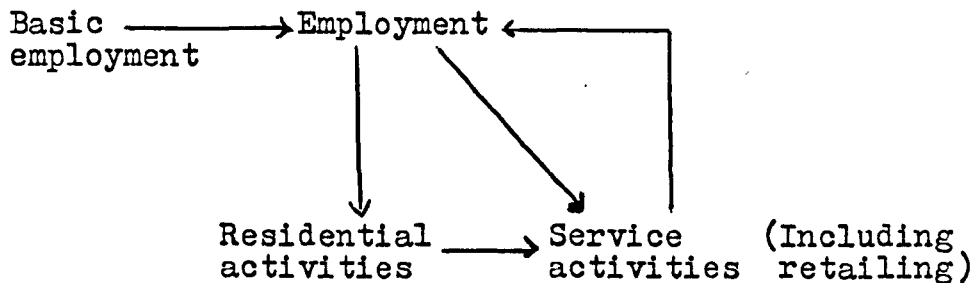 Basic
employment
Employment
Residential
activities
Service
activities
(Including
retailing)